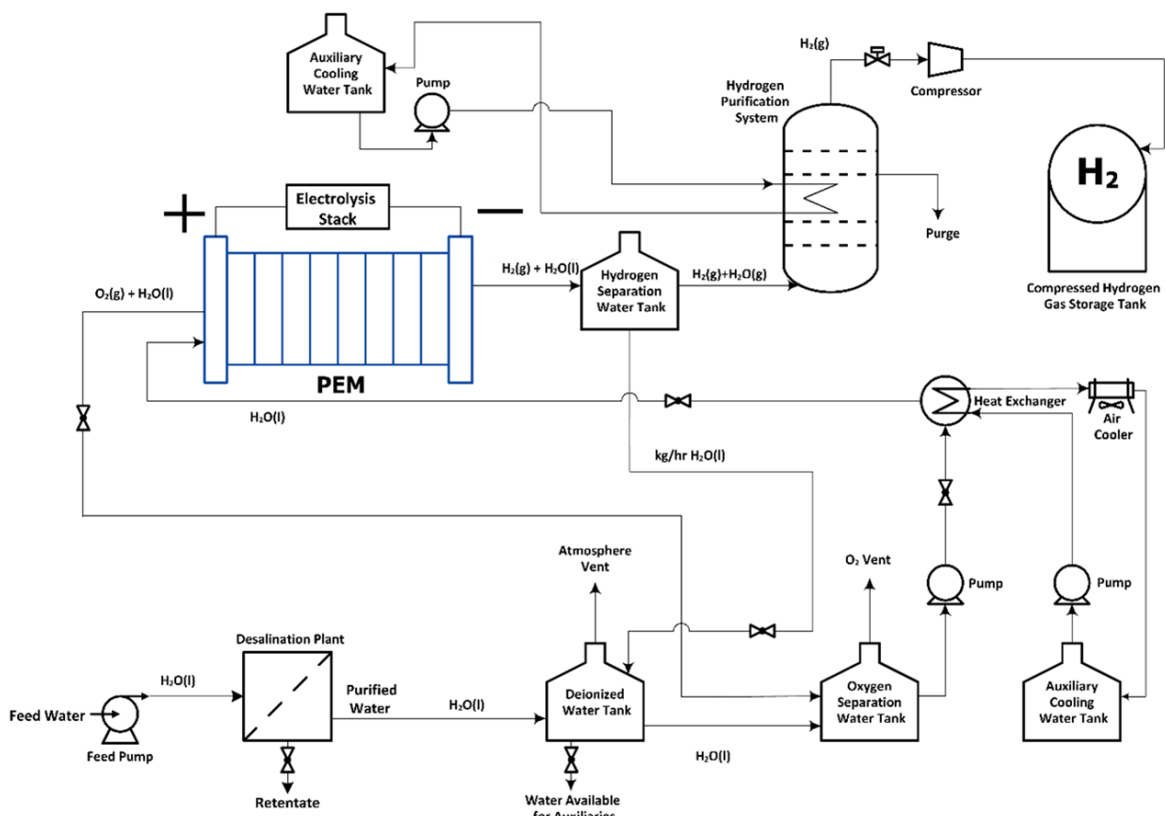 H₂(g)
Auxiliary
Cooling
Water Tank
Pump
Hydrogen
Purification
System
Compressor
H₂
Electrolysis
Stack
+
−
Purge
H₂(g) + H₂O(l)
Hydrogen
Separation
Water Tank
H₂(g)+H₂O(g)
Compressed Hydrogen
Gas Storage Tank
O₂(g) + H₂O(l)
PEM
H₂O(l)
Heat Exchanger
Air
Cooler
kg/hr H₂O(l)
Atmosphere
Vent
O₂ Vent
Pump
Pump
Desalination Plant
H₂O(l)
Feed Water
Feed Pump
Purified
Water
H₂O(l)
Deionized
Water Tank
Oxygen
Separation
Water Tank
Auxiliary
Cooling
Water Tank
H₂O(l)
Retentate
Water Available
for Auxiliaries